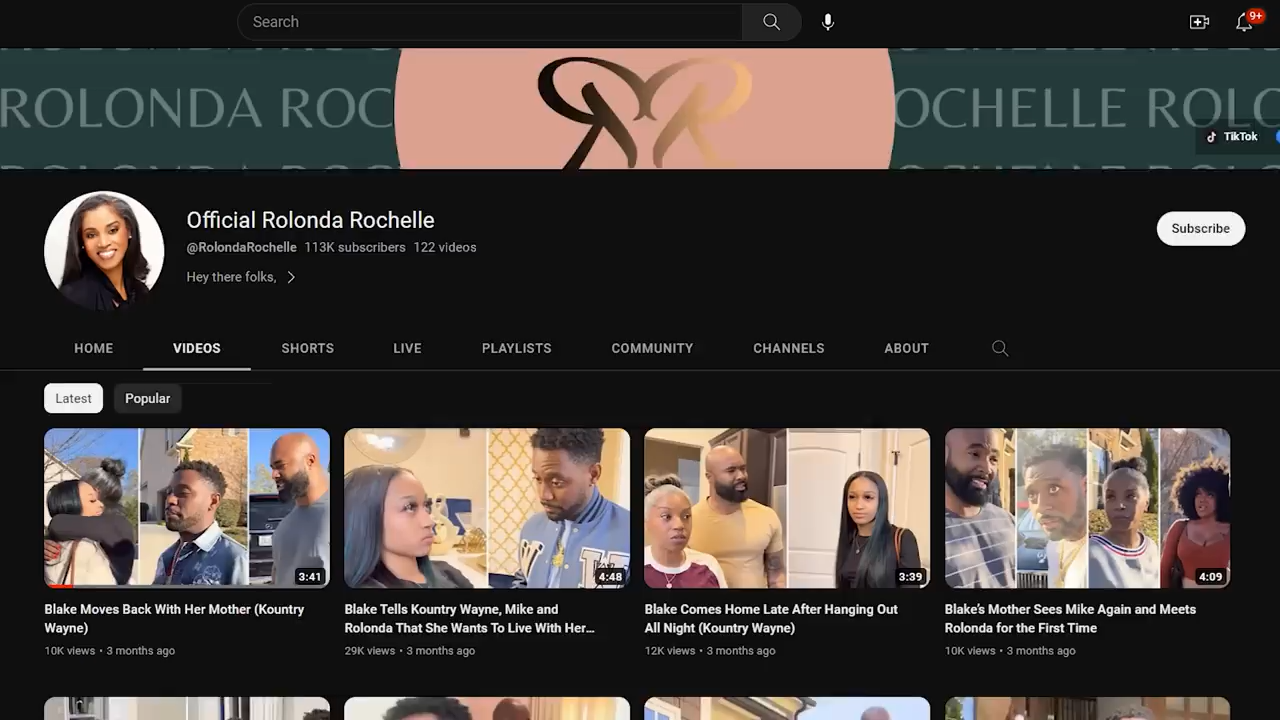 Search
9+
ROLONDA ROC
OCHELLE ROLO
TikTok
Official Rolonda Rochelle
@RolondaRochelle 113K subscribers 122 videos
Hey there folks,
Subscribe
HOME VIDEOS SHORTS LIVE PLAYLISTS COMMUNITY CHANNELS ABOUT
Latest Popular
3:41
4:48
3:39
4:09
Blake Moves Back With Her Mother (Kountry
Wayne)
10K views • 3 months ago
Blake Tells Kountry Wayne, Mike and
Rolonda That She Wants To Live With Her…
29K views • 3 months ago
Blake Comes Home Late After Hanging Out
All Night (Kountry Wayne)
12K views • 3 months ago
Blake’s Mother Sees Mike Again and Meets
Rolonda for the First Time
10K views • 3 months ago